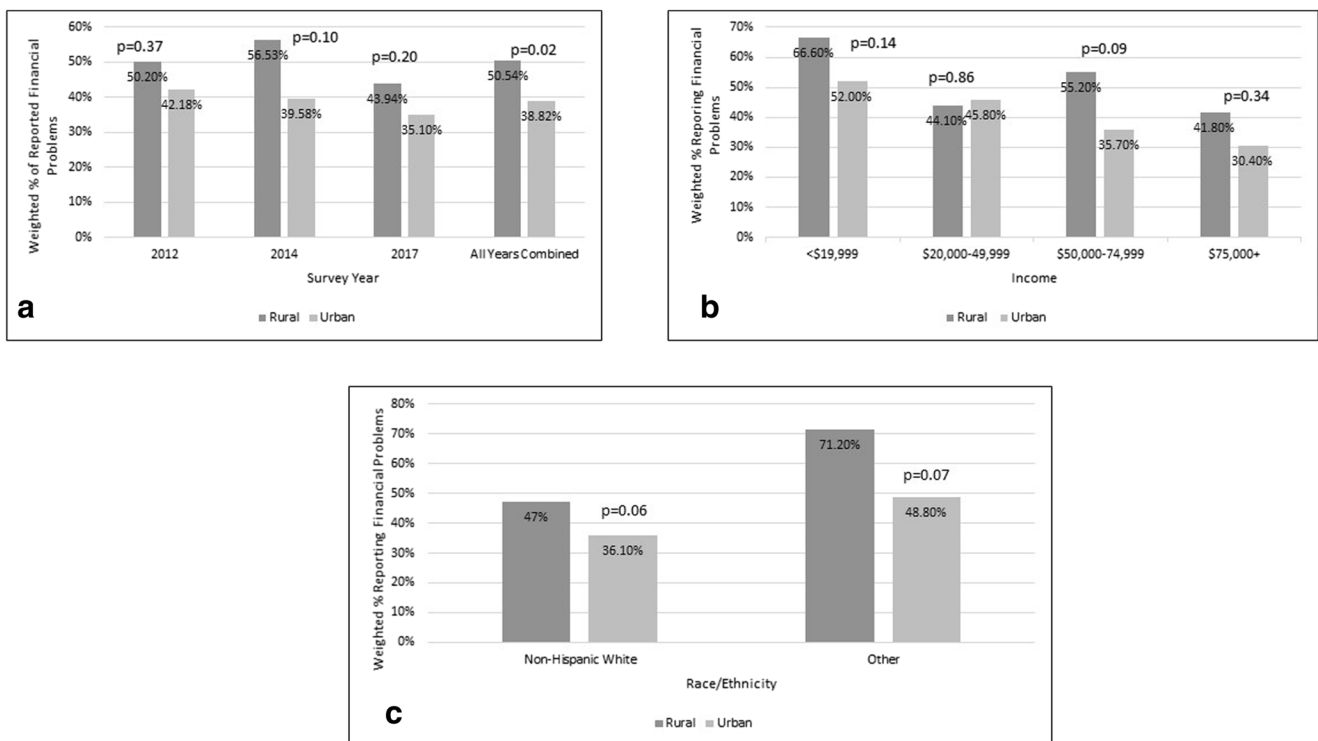 60%
50%
40%
30%
20%
10%
0%
Weighted % of Reported Financial
Problems
p=0.37
p=0.10
p=0.20
p=0.02
50.20%
42.18%
56.53%
39.58%
43.94%
35.10%
50.54%
38.82%
2012
2014
2017
All Years Combined
Survey Year
Rural
Urban
a
70%
60%
50%
40%
30%
20%
10%
0%
Weighted % Reporing Financial
Problems
p=0.14
p=0.86
p=0.09
p=0.34
66.60%
52.00%
44.10%
45.80%
55.20%
35.70%
41.80%
30.40%
<$19,999
$20,000-49,999
$50,000-74,999
$75,000+
Income
Rural
Urban
b
80%
70%
60%
50%
40%
30%
20%
10%
0%
Weighted % Reporting Financial Problems
47%
p=0.06
36.10%
71.20%
p=0.07
48.80%
Non-Hispanic White
Other
Race/Ethnicity
Rural
Urban
c